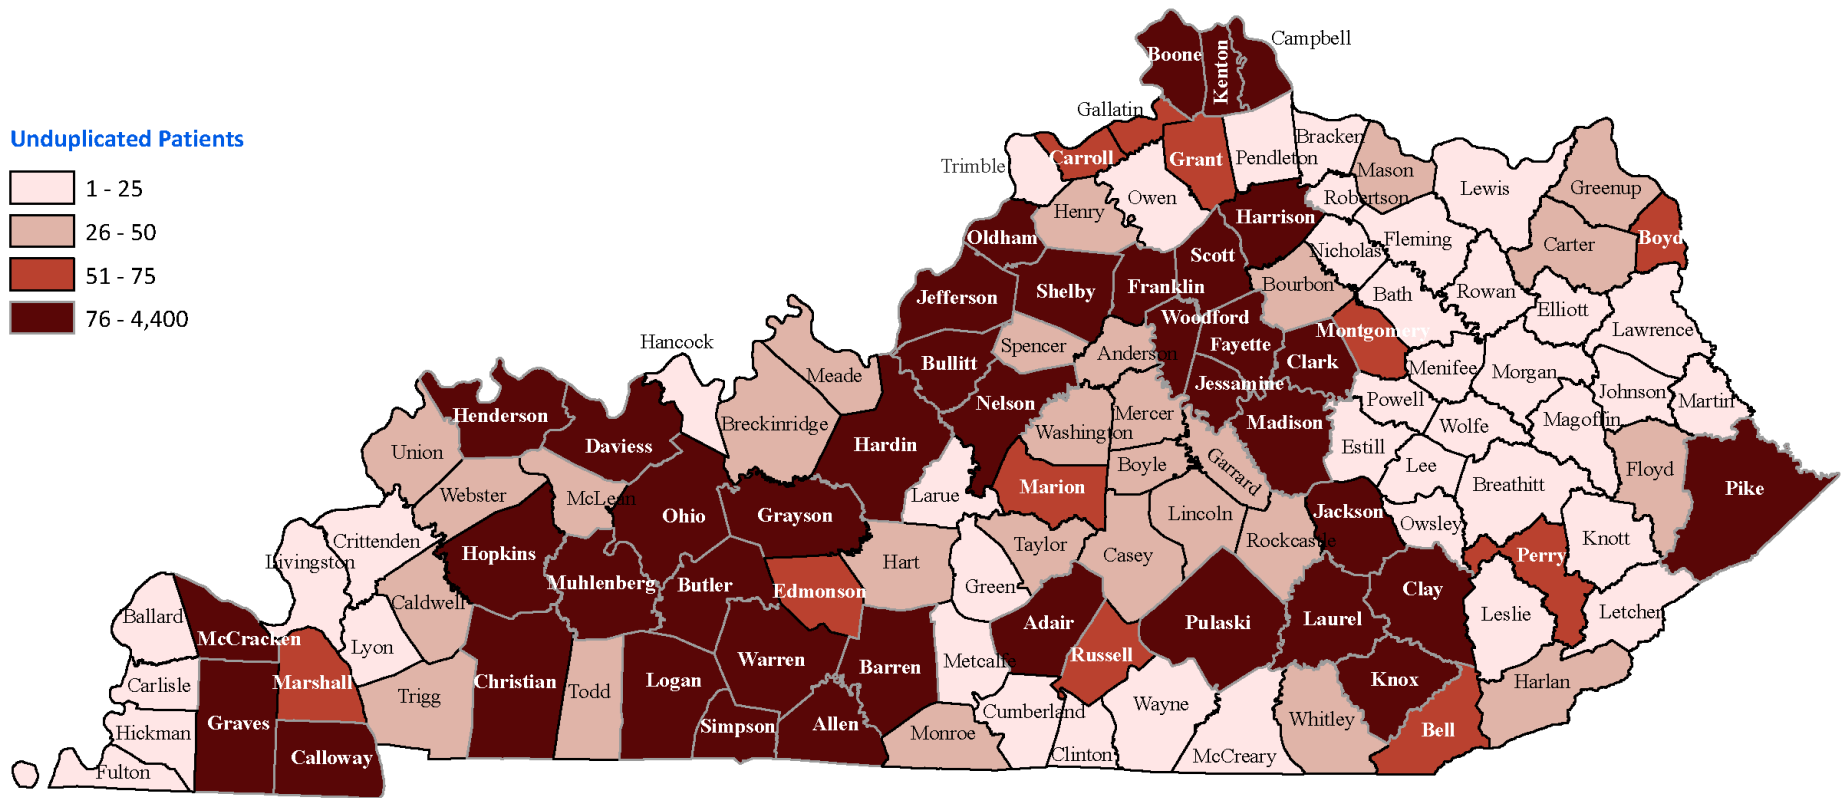 Unduplicated Patients
1 - 25
26 - 50
51 - 75
76 - 4,400
Campbell
Boone
Kenton
Gallatin
Bracken
Trimble
Carroll
Grant
Pendleton
Mason
Lewis
Greenup
Owen
Robertson
Henry
Harrison
Oldham
Fleming
Boyd
Carter
Nicholas
Scott
Jefferson
Shelby
Franklin
Bourbon
Bath
Rowan
Elliott
Lawrence
Woodford
Montgomery
Hancock
Spencer
Anderson
Fayette
Bullitt
Clark
Menifee
Morgan
Meade
Jessamine
Johnson
Martin
Nelson
Powell
Henderson
Breckinridge
Mercer
Madison
Magoffin
Wolfe
Washington
Daviess
Hardin
Estill
Union
Boyle
Garrard
Lee
Floyd
Breathitt
Pike
Webster
McLean
Larue
Marion
Ohio
Grayson
Lincoln
Jackson
Owsley
Crittenden
Hopkins
Taylor
Casey
Rockcastle
Perry
Knott
Livingston
Hart
Muhlenberg
Butler
Edmonson
Green
Clay
Caldwell
Ballard
Leslie
Letcher
McCracken
Adair
Pulaski
Laurel
Lyon
Warren
Barren
Metcalfe
Russell
Carlisle
Marshall
Christian
Logan
Knox
Harlan
Trigg
Todd
Graves
Simpson
Allen
Cumberland
Wayne
Whitley
Hickman
Monroe
Bell
Calloway
Clinton
McCreary
Fulton